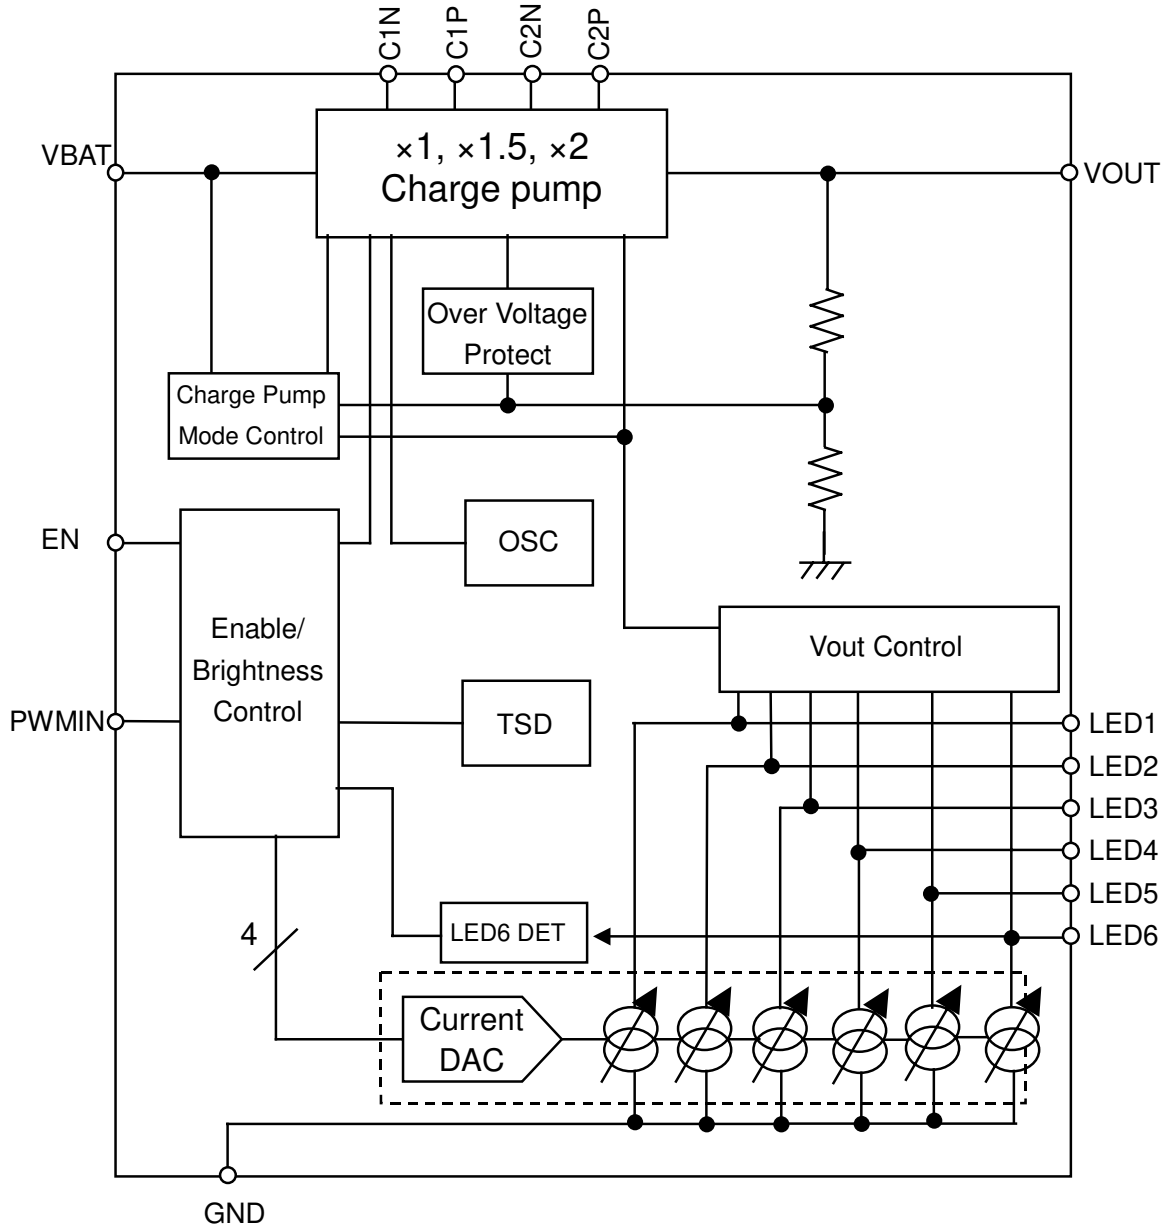 C1N
C1P
C2N
C2P
VBAT
×1, ×1.5, ×2
Charge pump
VOUT
Over Voltage
Protect
Charge Pump
Mode Control
EN
OSC
Enable/
Brightness
Control
Vout Control
PWMIN
TSD
LED1
LED2
LED3
LED4
LED5
LED6
4
LED6 DET
Current
DAC
GND